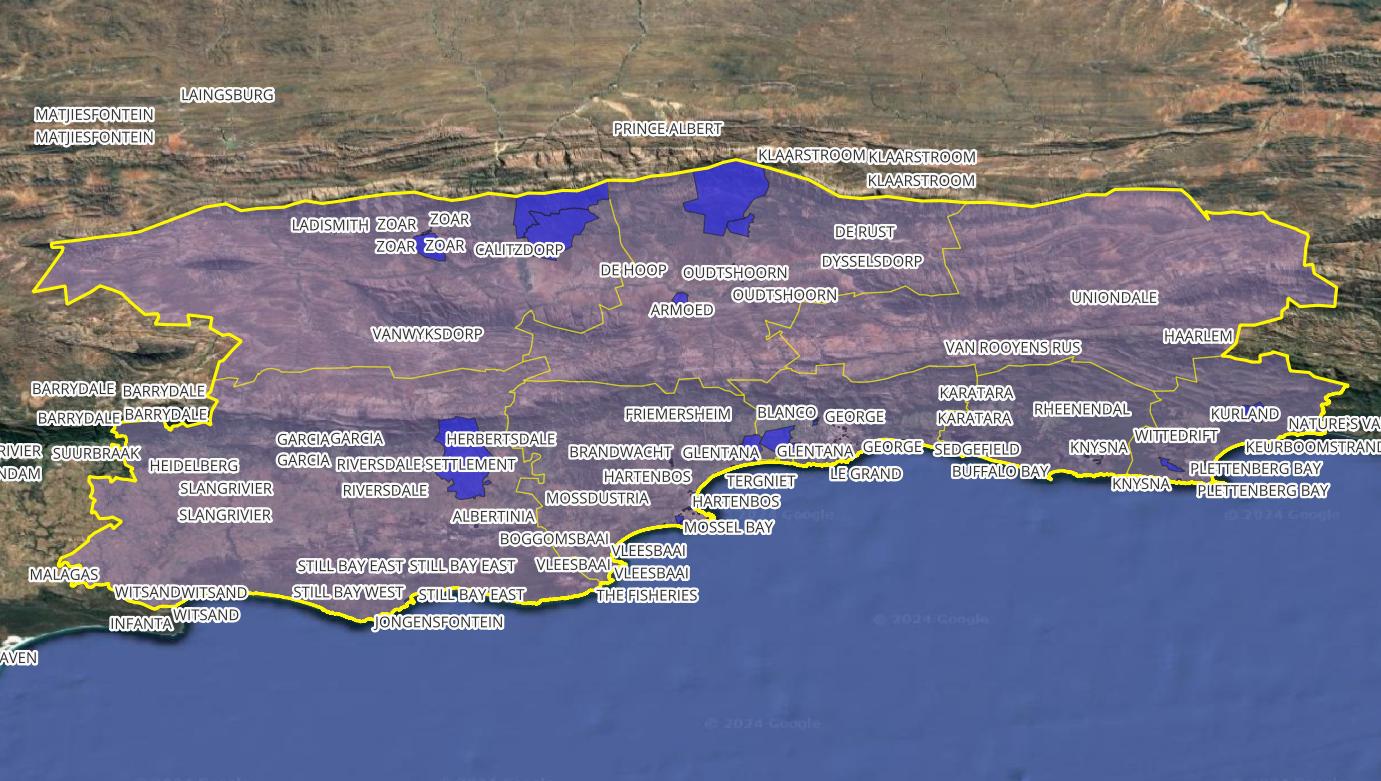 LAINGSBURG
MATJIESFONTEIN
PRINCE ALBERT
MATJIESFONTEIN
KLAARSTROOM KLAARSTROOM
KLAARSTROOM
LADISMITH ZOAR ZOAR
DE RUST
ZOAR ZOAR CALITZDORP
DYSSELSDORP
DE HOOP OUDTSHOORN
OUDTSHOORN
UNIONDALE
ARMOED
VANWYKSDORP
HAARLEM
VAN ROOYENS RUS
BARRYDALE BARRYDALE
KARATARA
BARRYDALE BARRYDALE
FRIEMERSHEIM BLANCO GEORGE
KARATARA
RHEENENDAL
KURLAND
NATURE'S VA
GARCIA GARCIA HERBERTSDALE
WITTEDRIFT
RIVIER SUURBRAAK
BRANDWACHT GLENTANA GLENTANA GEORGE SEDGEFIELD
KNYSNA
KEURBOOMSTRAND
GARCIA RIVERSDALE SETTLEMENT
HEIDELBERG
NDAM
HARTENBOS
LE GRAND
BUFFALO BAY
PLETTENBERG BAY
SLANGRIVIER RIVERSDALE
TERGNIET
KNYSNA
PLETTENBERG BAY
MOSSDUSTRIA HARTENBOS
SLANGRIVIER
ALBERTINIA
© 2024 Google
MOSSEL BAY
BOGGOMSBAAI
VLEESBAAI
STILL BAY EAST STILL BAY EAST VLEESBAAI
MALAGAS
VLEESBAAI
WITSAND WITSAND
STILL BAY WEST STILL BAY EAST
THE FISHERIES
WITSAND
INFANTA
JONGENSFONTEIN
© 2024 Google
AVEN
© 2024 Google